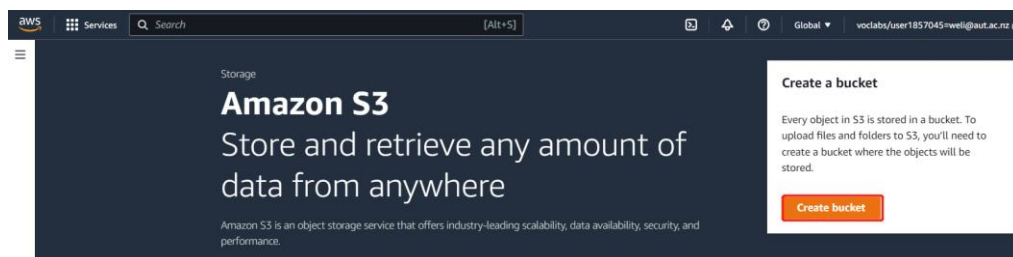 aws
Services
Search
[Alt+S]
Global
voclabs/user1857045=weli@aut.ac.nz
Storage
Amazon S3
Store and retrieve any amount of
data from anywhere
Amazon S3 is an object storage service that offers industry-leading scalability, data availability, security, and
performance.
Create a bucket
Every object in S3 is stored in a bucket. To
upload files and folders to S3, you'll need to
create a bucket where the objects will be
stored.
Create bucket